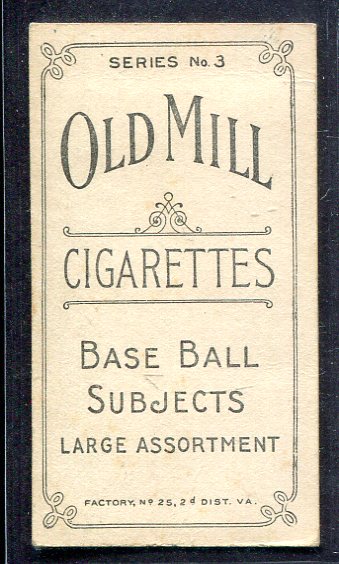 SERIES No. 3
OLD MILL
CIGARETTES
BASE BALL
SUBJECTS
LARGE ASSORTMENT
FACTORY, Nº 25, 2d DIST. VA.